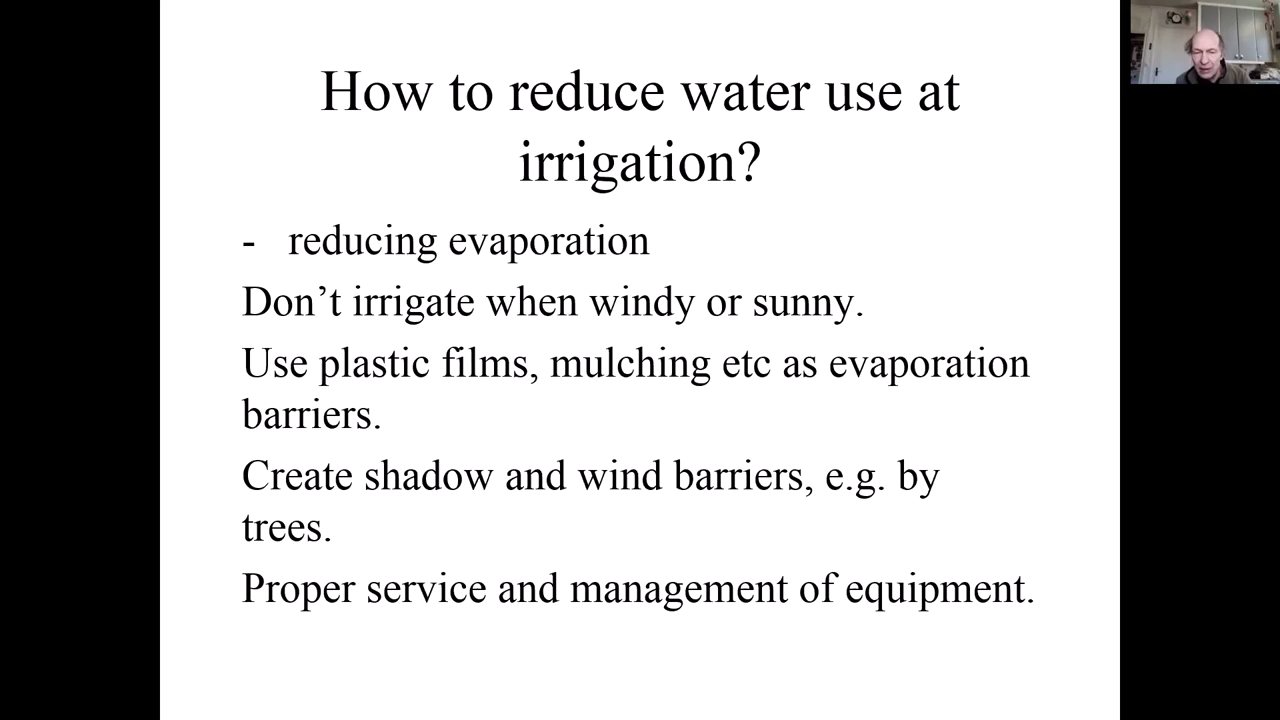 How to reduce water use at
irrigation?
- reducing evaporation
Don’t irrigate when windy or sunny.
Use plastic films, mulching etc as evaporation
barriers.
Create shadow and wind barriers, e.g. by
trees.
Proper service and management of equipment.